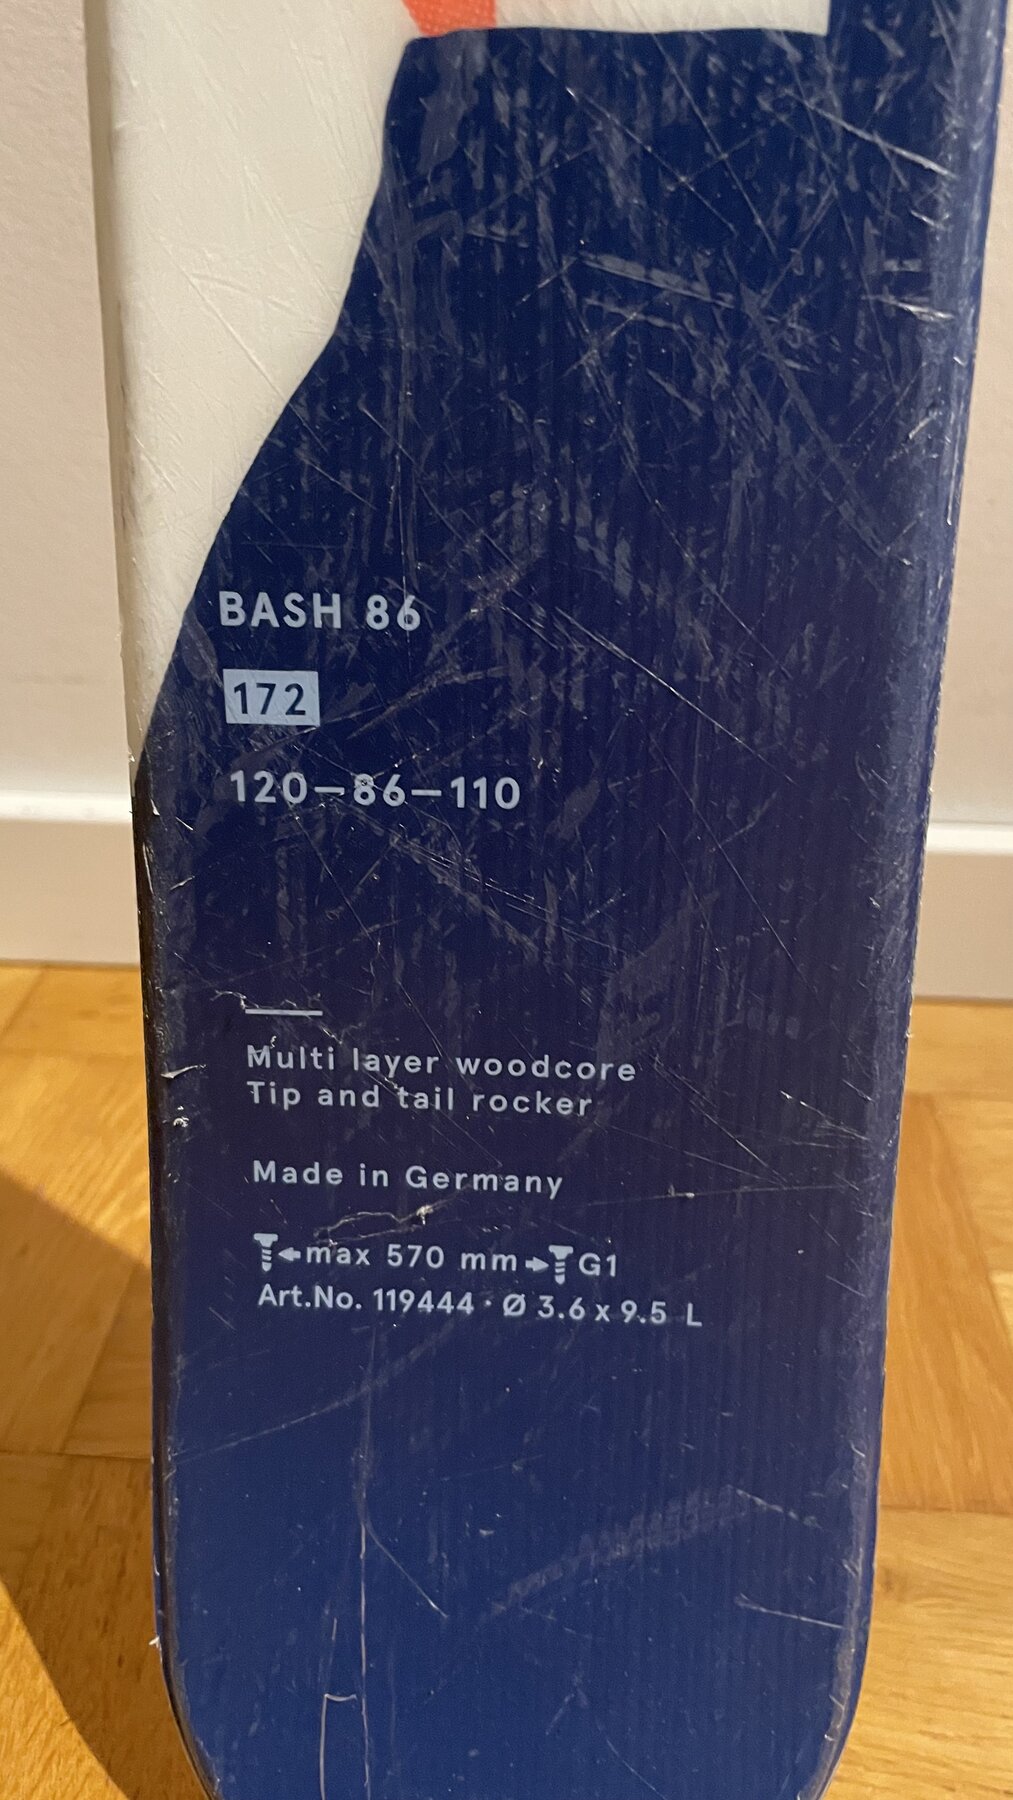 BASH 86
172
120–86–110
Multi layer woodcore
Tip and tail rocker
Made in Germany
max 570 mm G1
Art.No. 119444 · Ø 3.6 x 9.5 L